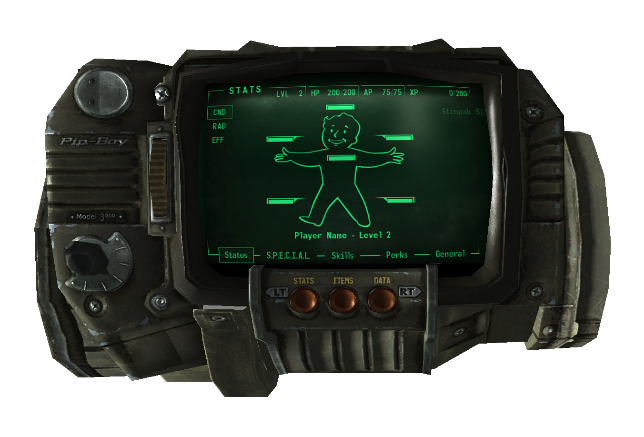 STATS LVL 2 HP 200/200 AP 75/75 XP 0/200
CND
Stimpak
RAD
EFF
Pip-Boy
Model 3000
Player Name - Level 2
Status S.P.E.C.I.A.L. Skills Perks General
STATS ITEMS DATA
LT RT